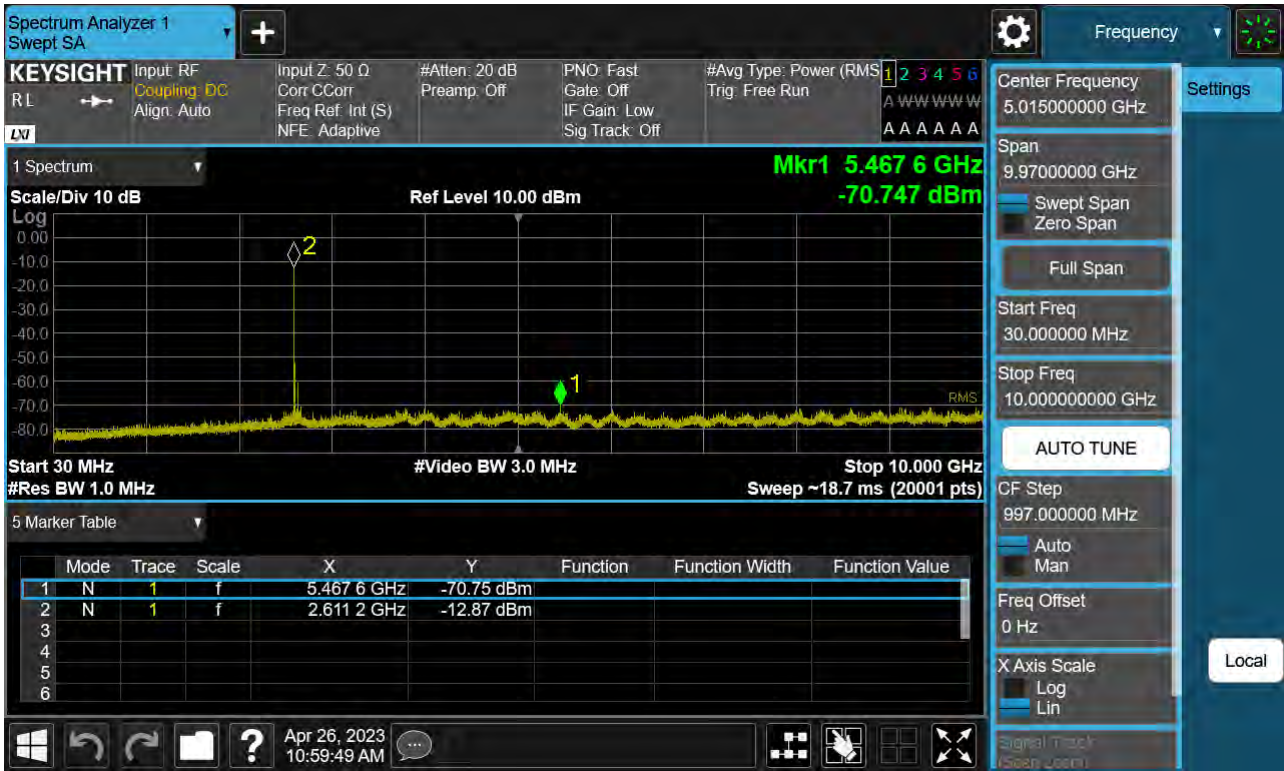 Spectrum Analyzer 1
Swept SA
Frequency
KEYSIGHT
RL
LXI
Input: RF
Coupling: DC
Align: Auto
Input Z: 50 Ω
Corr CCorr
Freq Ref: Int (S)
NFE: Adaptive
#Atten: 20 dB
Preamp: Off
PNO: Fast
Gate: Off
IF Gain: Low
Sig Track: Off
#Avg Type: Power (RMS
Trig: Free Run
1 2 3 4 5 6
A W W W W W
A A A A A A
1 Spectrum
Mkr1 5.467 6 GHz
Scale/Div 10 dB
Ref Level 10.00 dBm
-70.747 dBm
Log
0.00
-10.0
-20.0
-30.0
-40.0
-50.0
-60.0
-70.0
-80.0
2
1
RMS
Start 30 MHz
#Video BW 3.0 MHz
Stop 10.000 GHz
#Res BW 1.0 MHz
Sweep ~18.7 ms (20001 pts)
5 Marker Table
Mode Trace Scale X Y Function Function Width Function Value
1 N 1 f 5.467 6 GHz -70.75 dBm
2 N 1 f 2.611 2 GHz -12.87 dBm
3
4
5
6
Apr 26, 2023
10:59:49 AM
?
Center Frequency
5.015000000 GHz
Span
9.97000000 GHz
Swept Span
Zero Span
Full Span
Start Freq
30.000000 MHz
Stop Freq
10.000000000 GHz
AUTO TUNE
CF Step
997.000000 MHz
Auto
Man
Freq Offset
0 Hz
X Axis Scale
Log
Lin
Signal Track
(Span Zoom)
Settings
Local